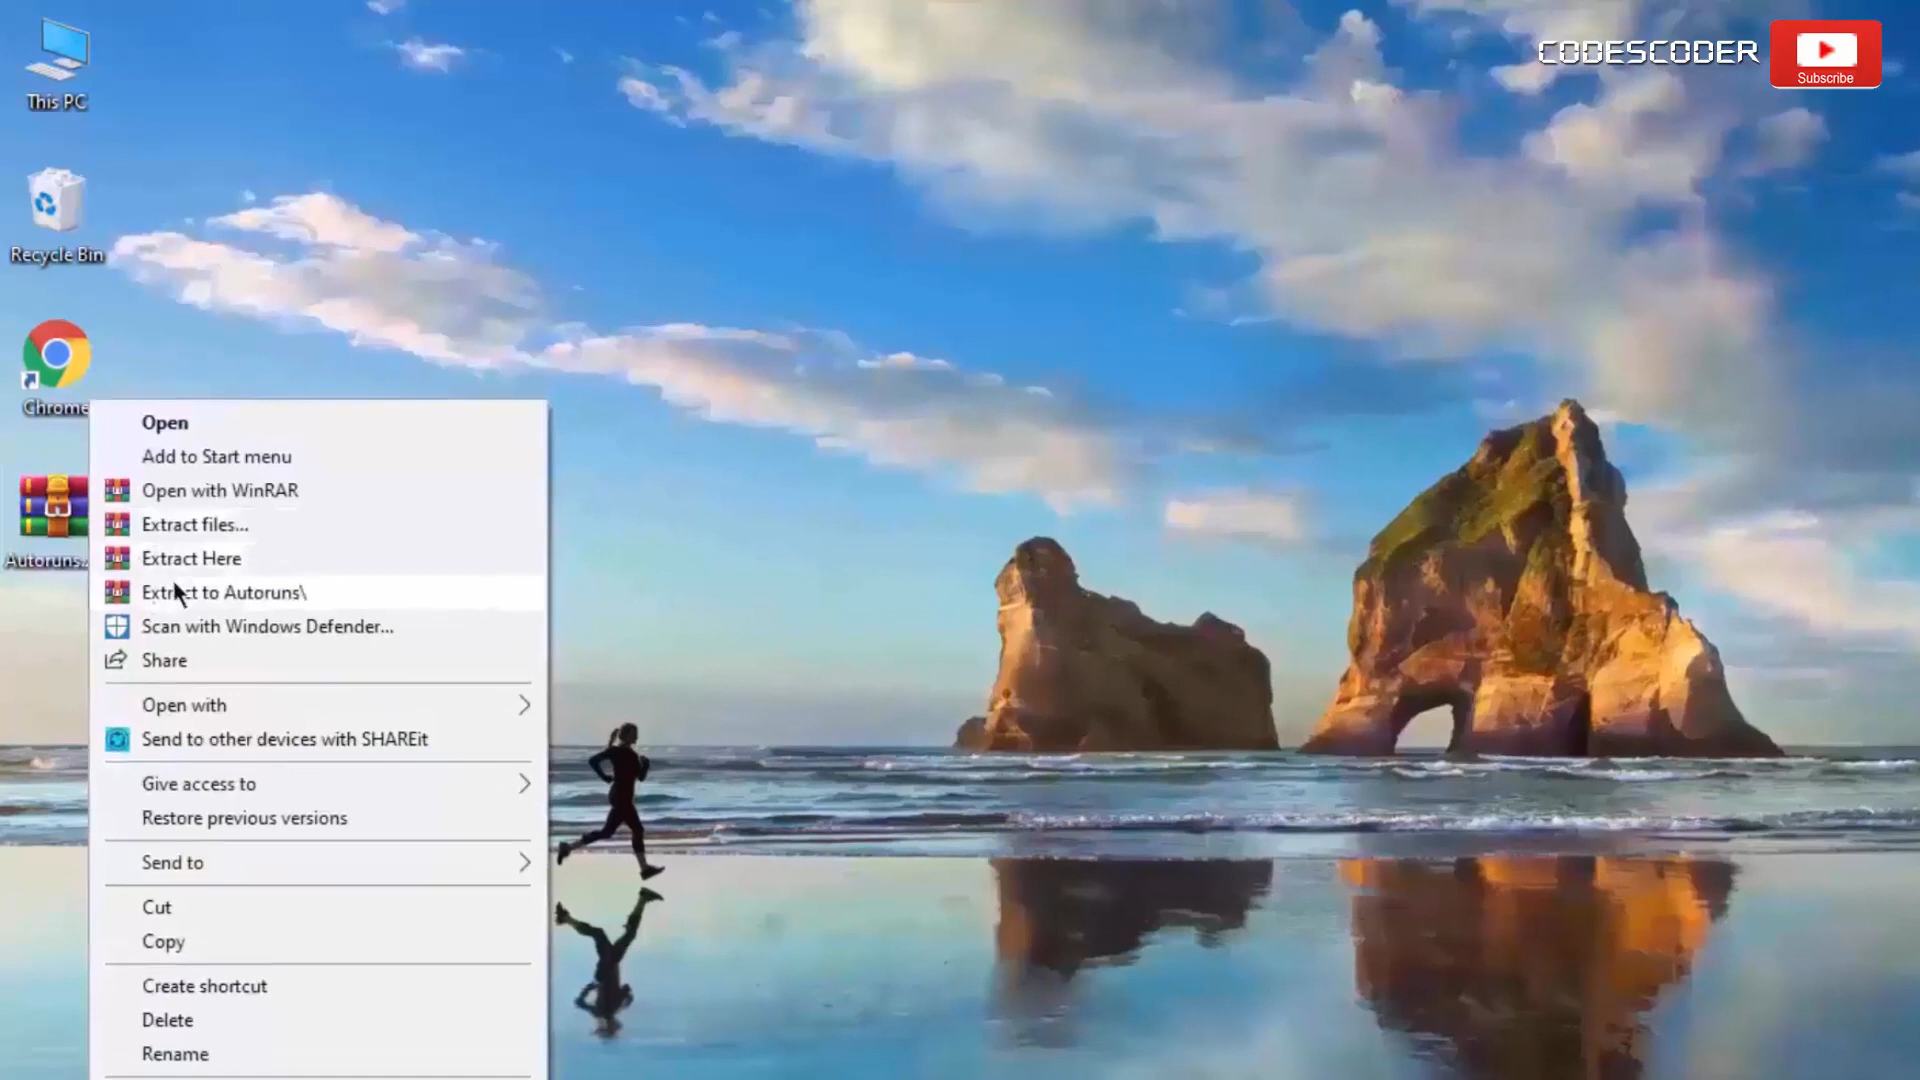 CODESCODER
Subscribe
This PC
Recycle Bin
Chrome
Autoruns.
Open
Add to Start menu
Open with WinRAR
Extract files...
Extract Here
Extract to Autoruns\
Scan with Windows Defender...
Share
Open with
Send to other devices with SHAREit
Give access to
Restore previous versions
Send to
Cut
Copy
Create shortcut
Delete
Rename